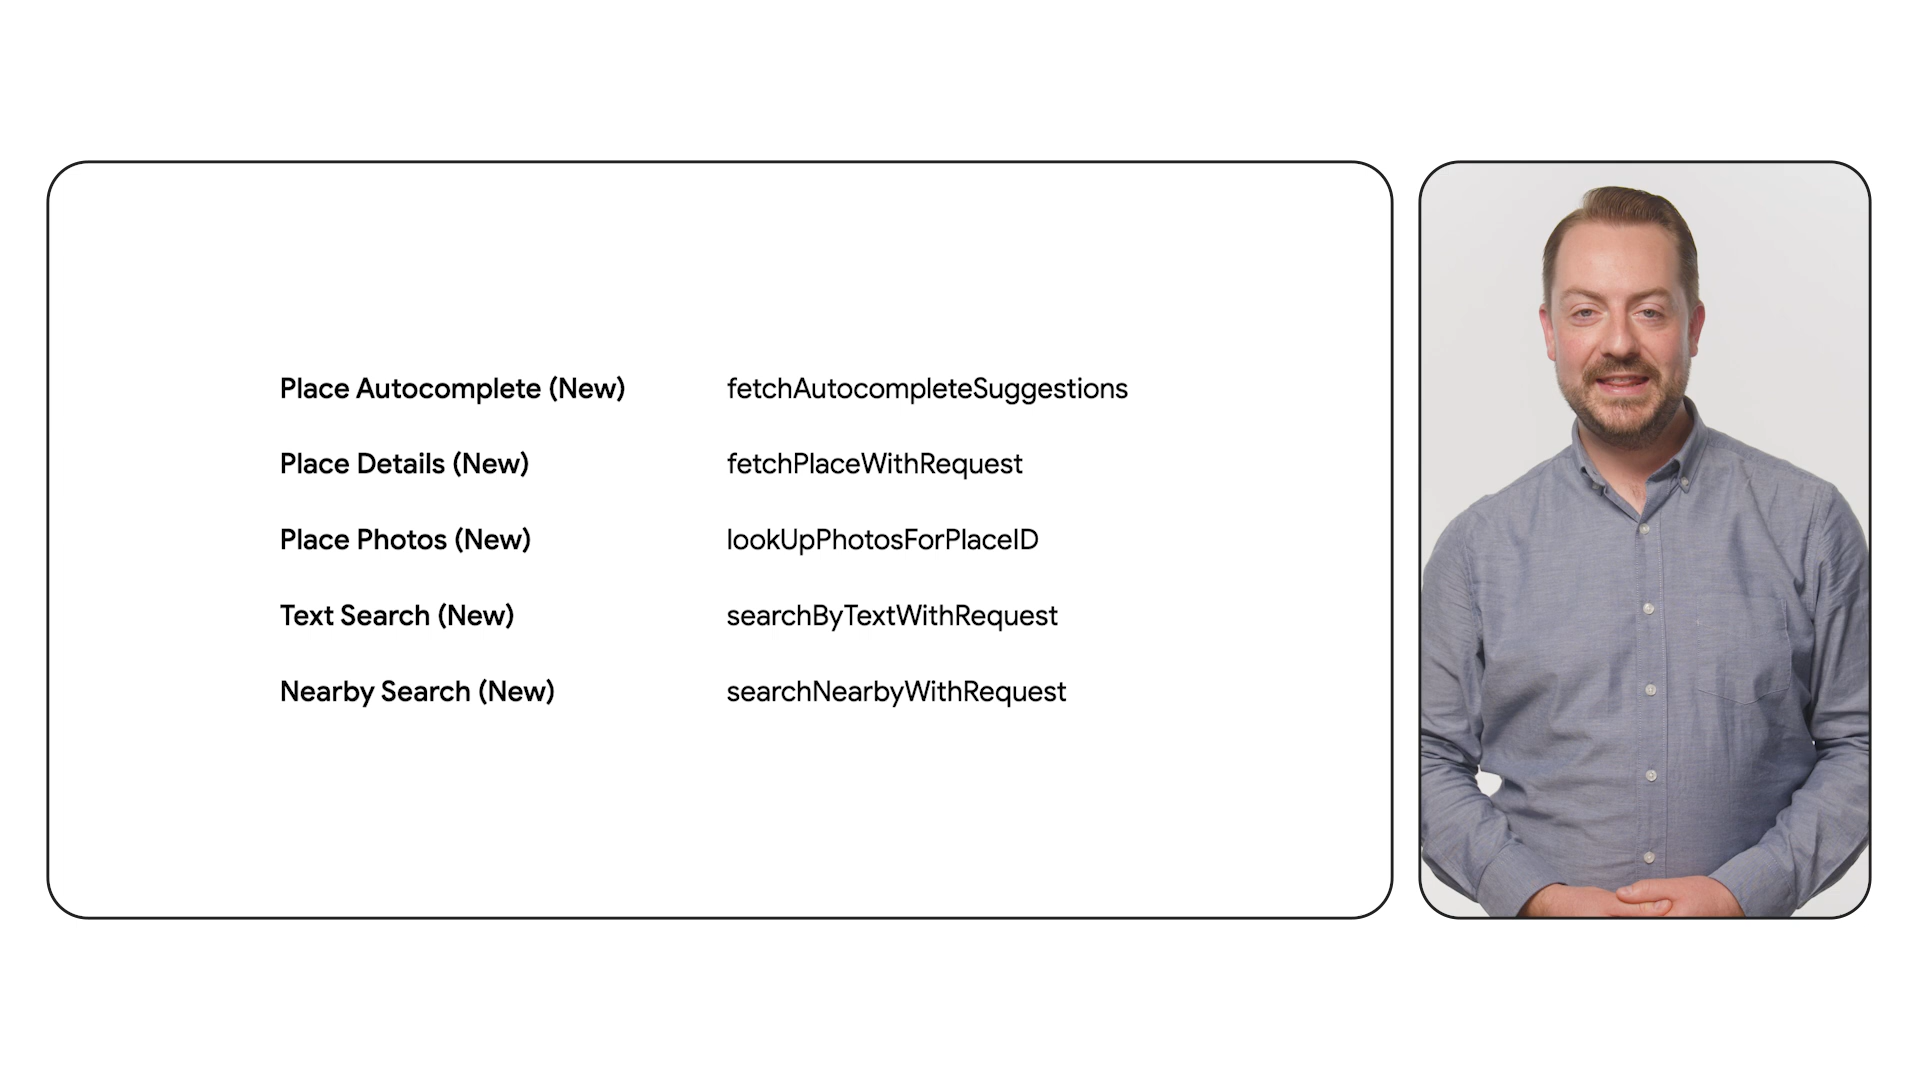 Place Autocomplete (New) fetchAutocompleteSuggestions
Place Details (New) fetchPlaceWithRequest
Place Photos (New) lookUpPhotosForPlaceID
Text Search (New) searchByTextWithRequest
Nearby Search (New) searchNearbyWithRequest